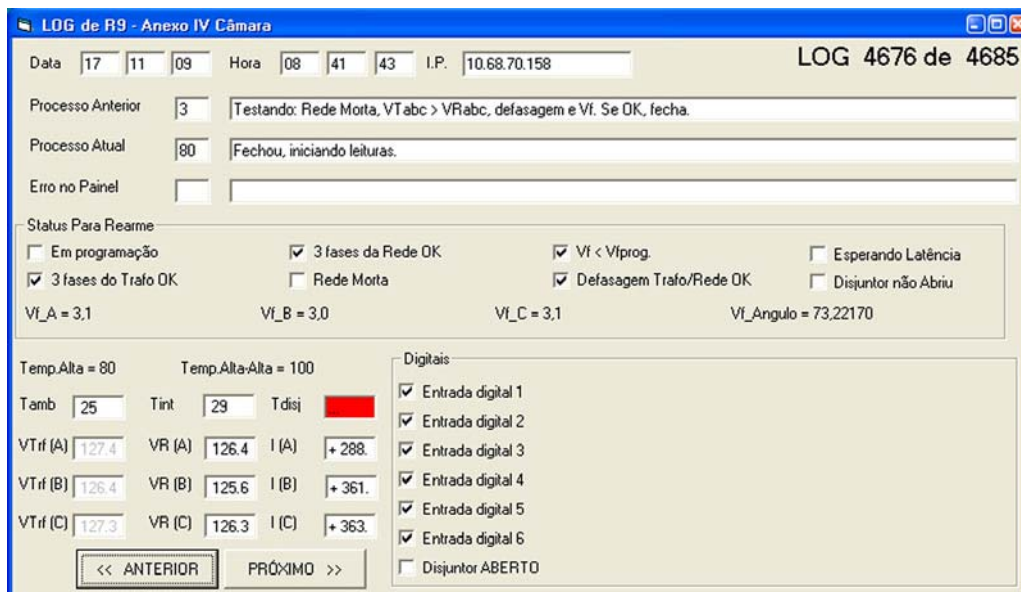 LOG de R9 - Anexo IV Câmara
Data 17 11 09 Hora 08 41 43 I.P. 10.68.70.158 LOG 4676 de 4685
Processo Anterior 3 Testando: Rede Morta, VTabc > VRabc, defasagem e Vf. Se OK, fecha.
Processo Atual 80 Fechou, iniciando leituras.
Erro no Painel
Status Para Rearme
Em programação 3 fases da Rede OK Vf < Vfprog. Esperando Latência
3 fases do Trafo OK Rede Morta Defasagem Trafo/Rede OK Disjuntor não Abriu
Vf_A = 3,1 Vf_B = 3,0 Vf_C = 3,1 Vf_Angulo = 73,22170
Temp.Alta = 80 Temp.Alta-Alta = 100
Tamb 25 Tint 29 Tdisj
VTrf (A) 127.4 VR (A) 126.4 I (A) + 288.
VTrf (B) 126.4 VR (B) 125.6 I (B) + 361.
VTrf (C) 127.3 VR (C) 126.3 I (C) + 363.
<< ANTERIOR PRÓXIMO >>
Digitais
Entrada digital 1
Entrada digital 2
Entrada digital 3
Entrada digital 4
Entrada digital 5
Entrada digital 6
Disjuntor ABERTO